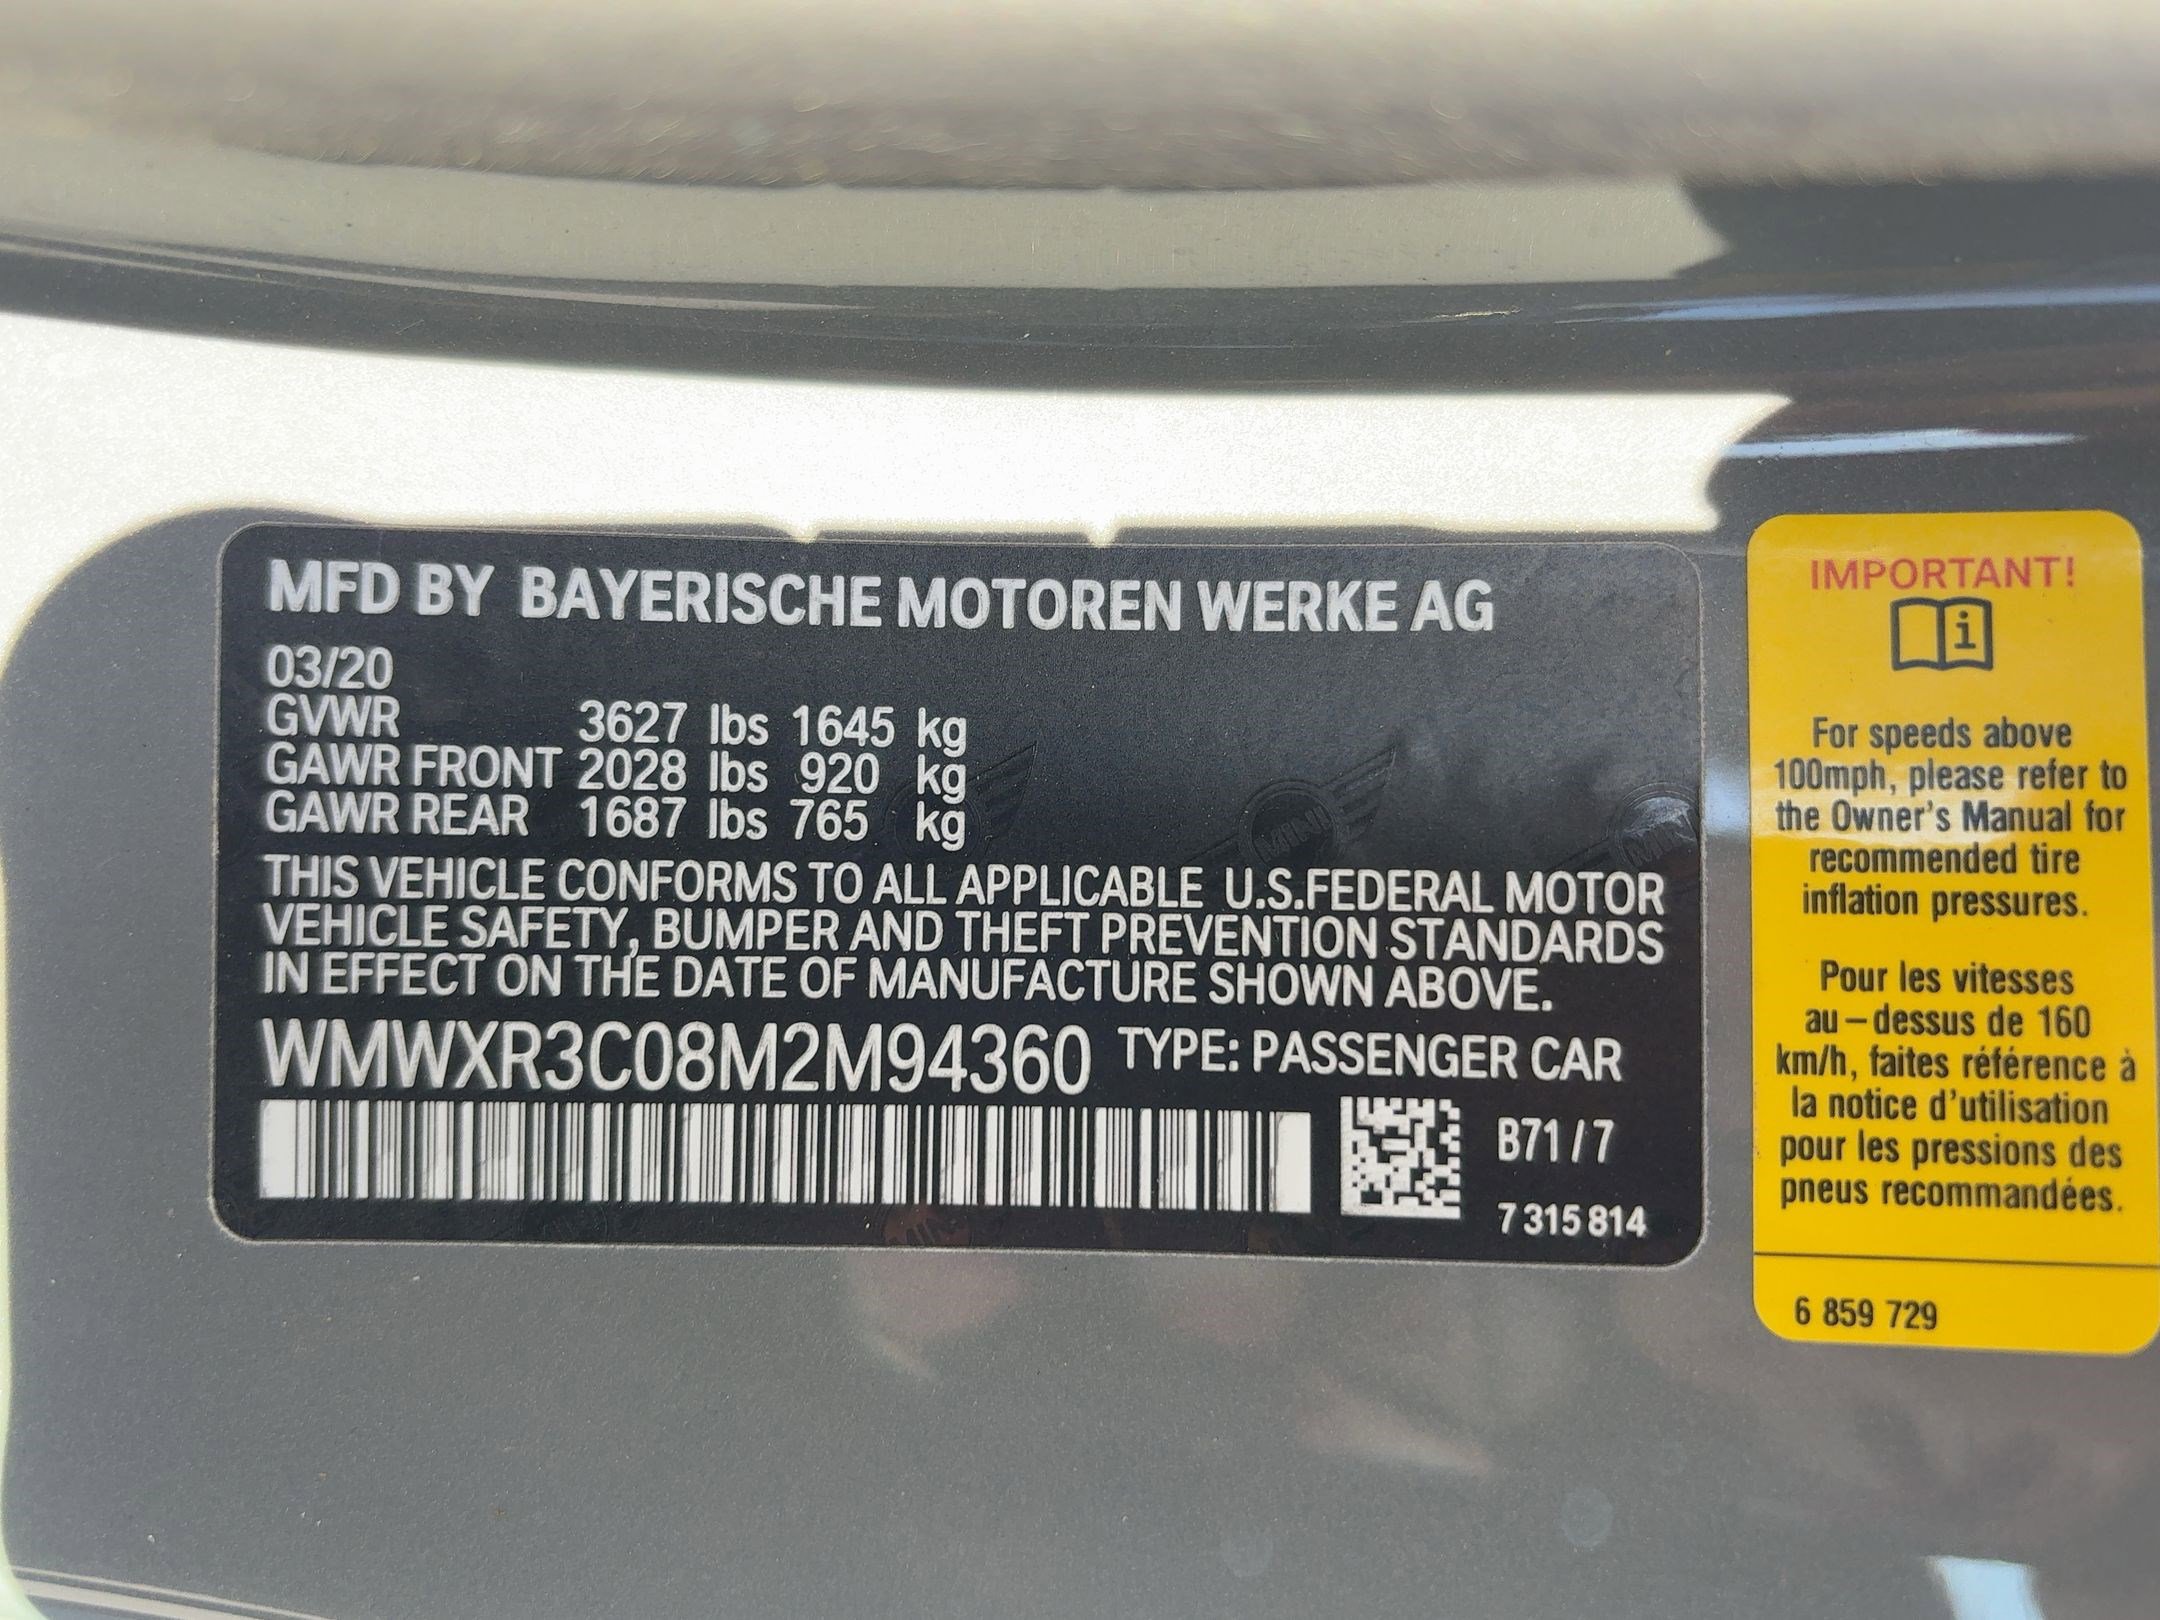 MFD BY BAYERISCHE MOTOREN WERKE AG
03/20
GVWR 3627 lbs 1645 kg
GAWR FRONT 2028 lbs 920 kg
GAWR REAR 1687 lbs 765 kg
THIS VEHICLE CONFORMS TO ALL APPLICABLE U.S.FEDERAL MOTOR
VEHICLE SAFETY, BUMPER AND THEFT PREVENTION STANDARDS
IN EFFECT ON THE DATE OF MANUFACTURE SHOWN ABOVE.
WMWXR3C08M2M94360 TYPE: PASSENGER CAR
B71/7
7 315 814
MINI
MINI
MINI
IMPORTANT!
i
For speeds above
100mph, please refer to
the Owner's Manual for
recommended tire
inflation pressures.
Pour les vitesses
au-dessus de 160
km/h, faites référence à
la notice d'utilisation
pour les pressions des
pneus recommandées.
6 859 729